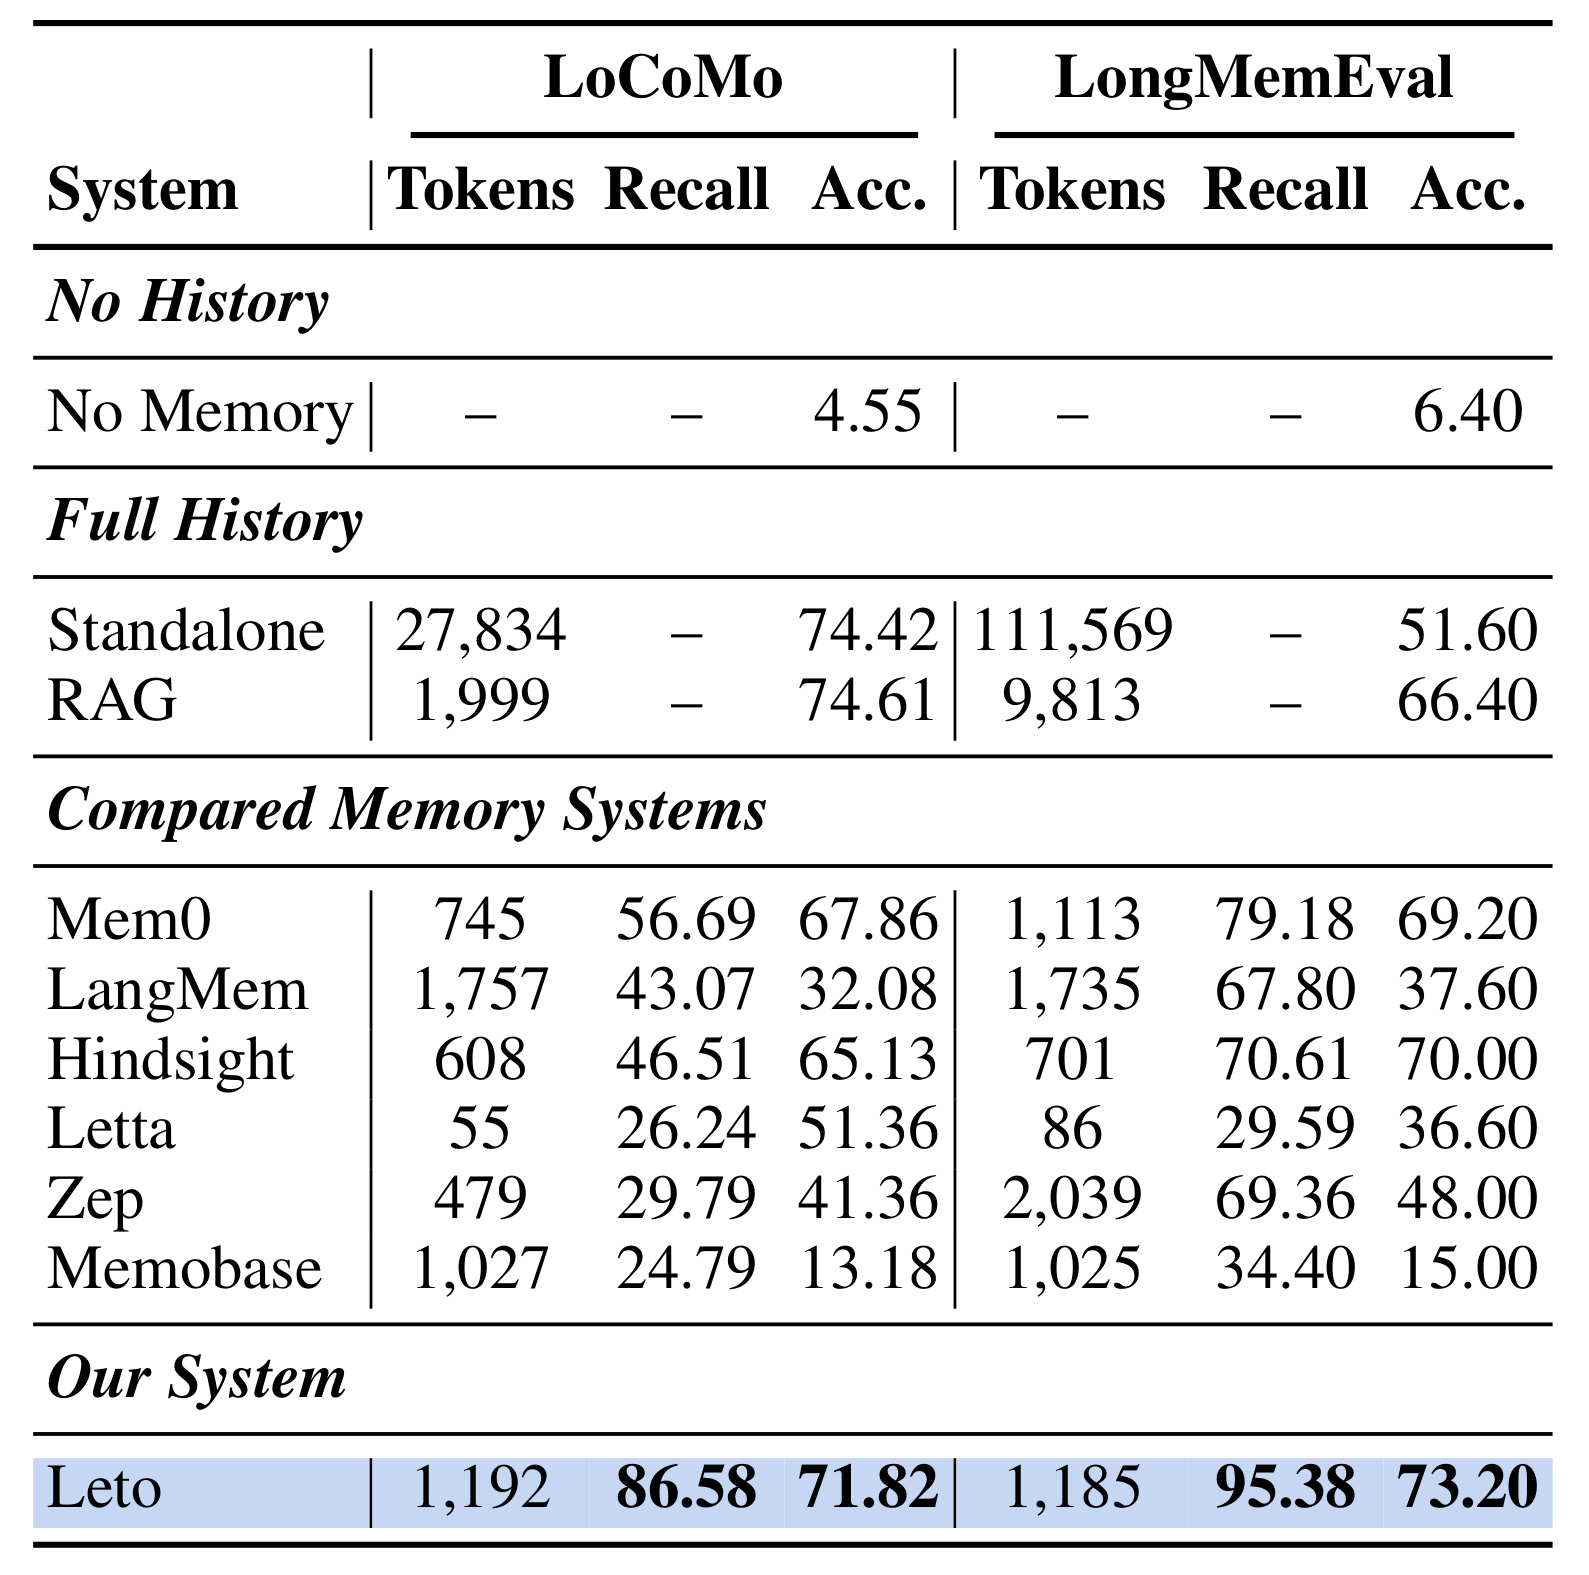 LoCoMo LongMemEval
System Tokens Recall Acc. Tokens Recall Acc.
No History
No Memory – – 4.55 – – 6.40
Full History
Standalone 27,834 – 74.42 111,569 – 51.60
RAG 1,999 – 74.61 9,813 – 66.40
Compared Memory Systems
Mem0 745 56.69 67.86 1,113 79.18 69.20
LangMem 1,757 43.07 32.08 1,735 67.80 37.60
Hindsight 608 46.51 65.13 701 70.61 70.00
Letta 55 26.24 51.36 86 29.59 36.60
Zep 479 29.79 41.36 2,039 69.36 48.00
Memobase 1,027 24.79 13.18 1,025 34.40 15.00
Our System
Leto 1,192 86.58 71.82 1,185 95.38 73.20